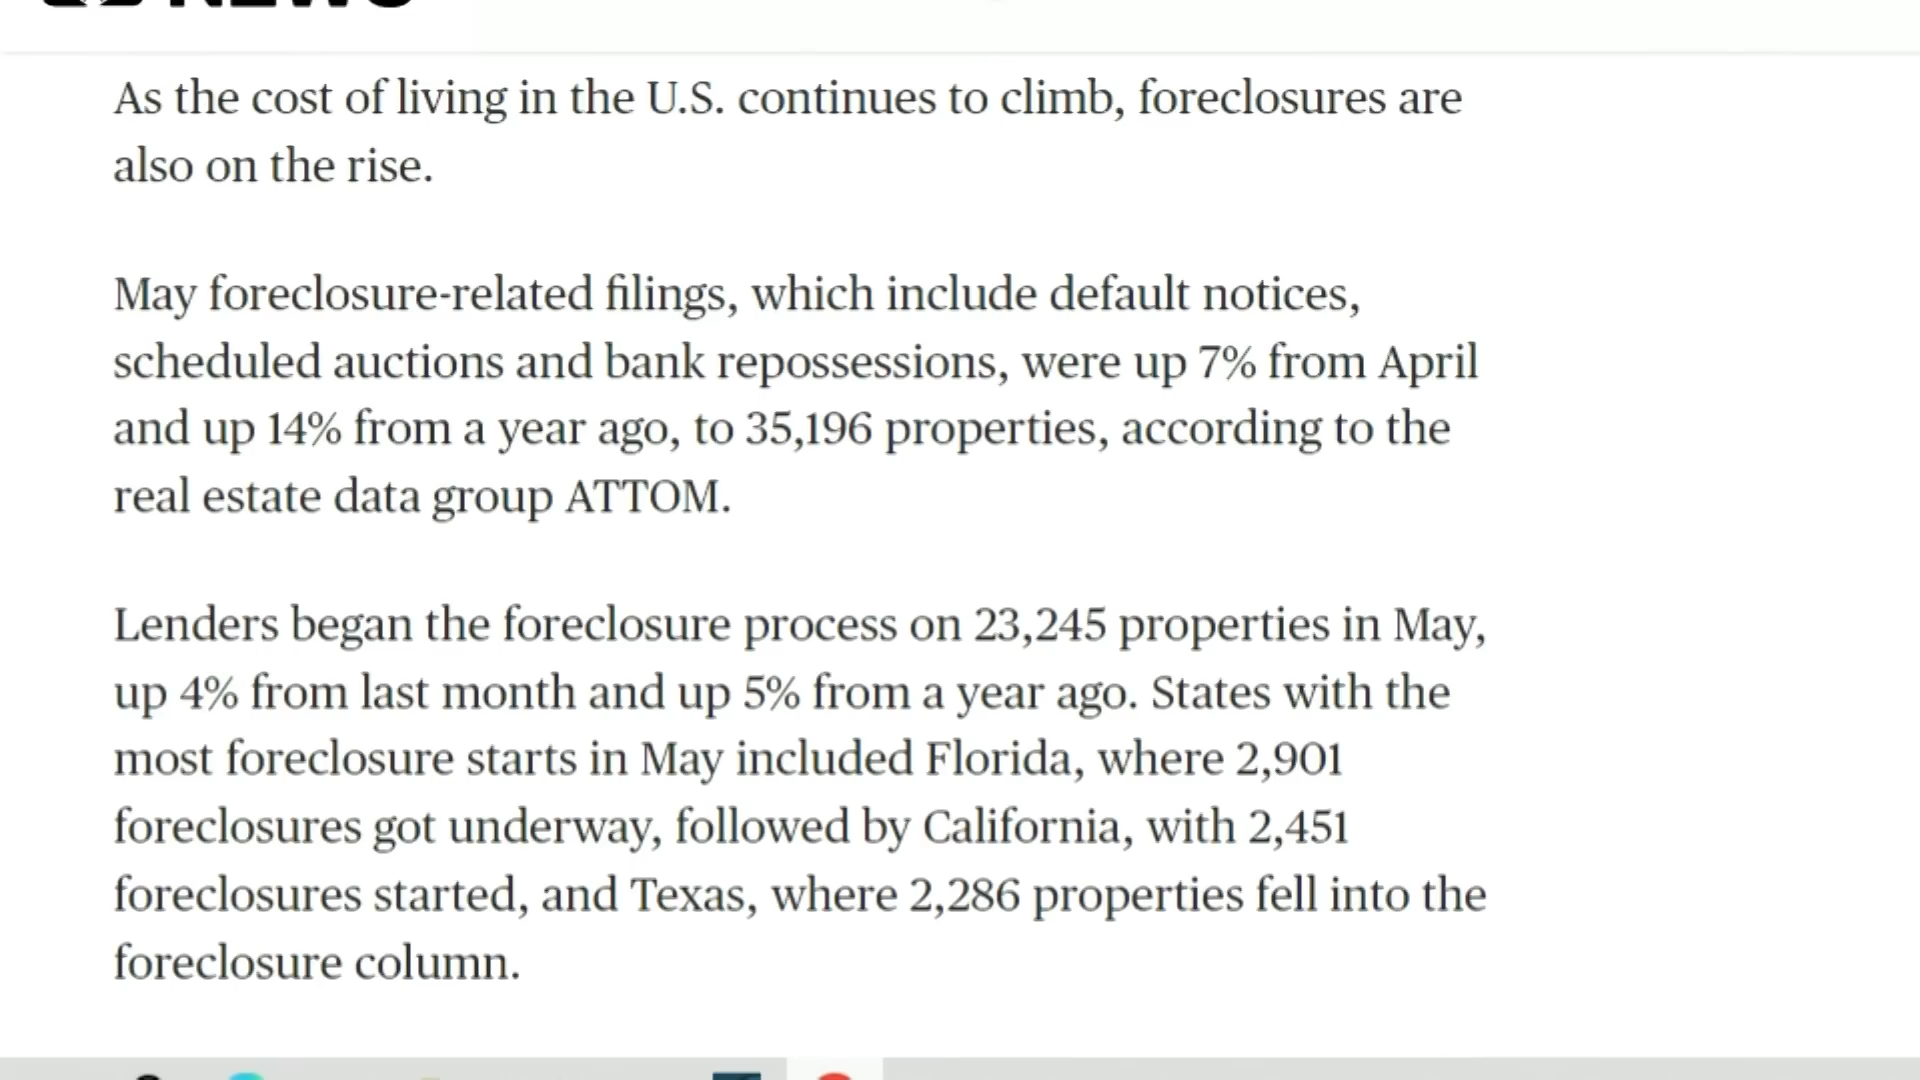 As the cost of living in the U.S. continues to climb, foreclosures are
also on the rise.
May foreclosure-related filings, which include default notices,
scheduled auctions and bank repossessions, were up 7% from April
and up 14% from a year ago, to 35,196 properties, according to the
real estate data group ATTOM.
Lenders began the foreclosure process on 23,245 properties in May,
up 4% from last month and up 5% from a year ago. States with the
most foreclosure starts in May included Florida, where 2,901
foreclosures got underway, followed by California, with 2,451
foreclosures started, and Texas, where 2,286 properties fell into the
foreclosure column.